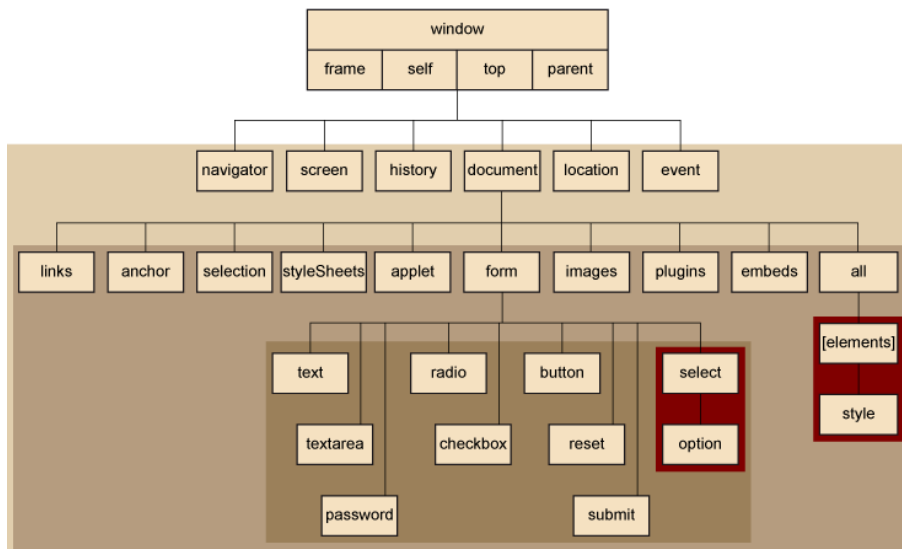 window
frame self top parent
navigator screen history document location event
links anchor selection styleSheets applet form images plugins embeds all
[elements]
text radio button select
style
textarea checkbox reset option
password submit